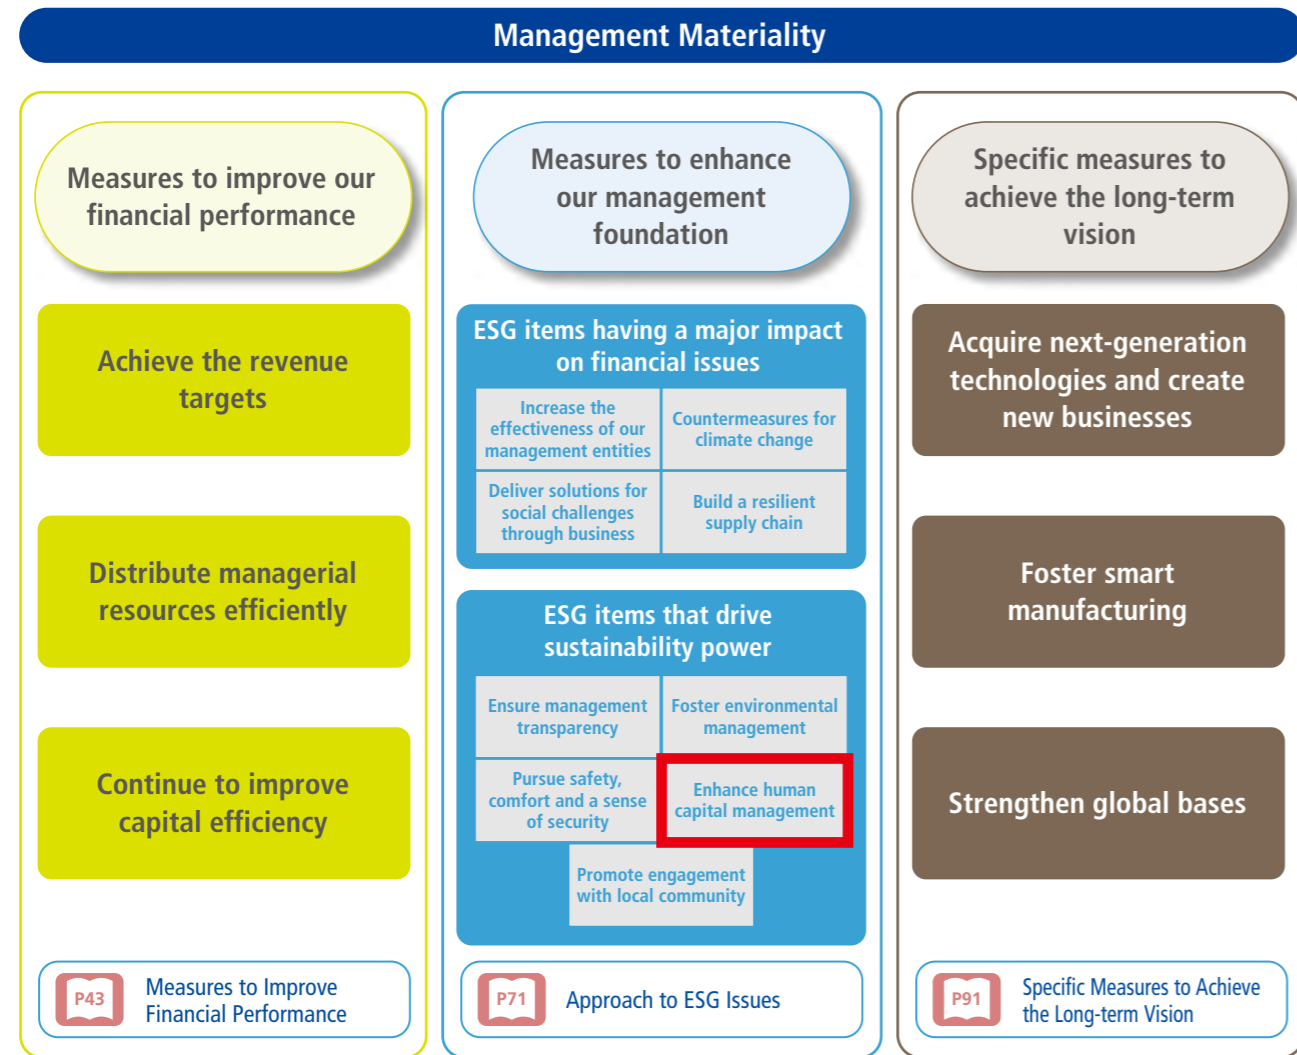 Management Materiality
Measures to improve our
financial performance
Achieve the revenue
targets
Distribute managerial
resources efficiently
Continue to improve
capital efficiency
P43
Measures to Improve
Financial Performance
Measures to enhance
our management
foundation
ESG items having a major impact
on financial issues
Increase the
effectiveness of our
management entities
Countermeasures for
climate change
Deliver solutions for
social challenges
through business
Build a resilient
supply chain
ESG items that drive
sustainability power
Ensure management
transparency
Foster environmental
management
Pursue safety,
comfort and a sense
of security
Enhance human
capital management
Promote engagement
with local community
P71
Approach to ESG Issues
Specific measures to
achieve the long-term
vision
Acquire next-generation
technologies and create
new businesses
Foster smart
manufacturing
Strengthen global bases
P91
Specific Measures to Achieve
the Long-term Vision